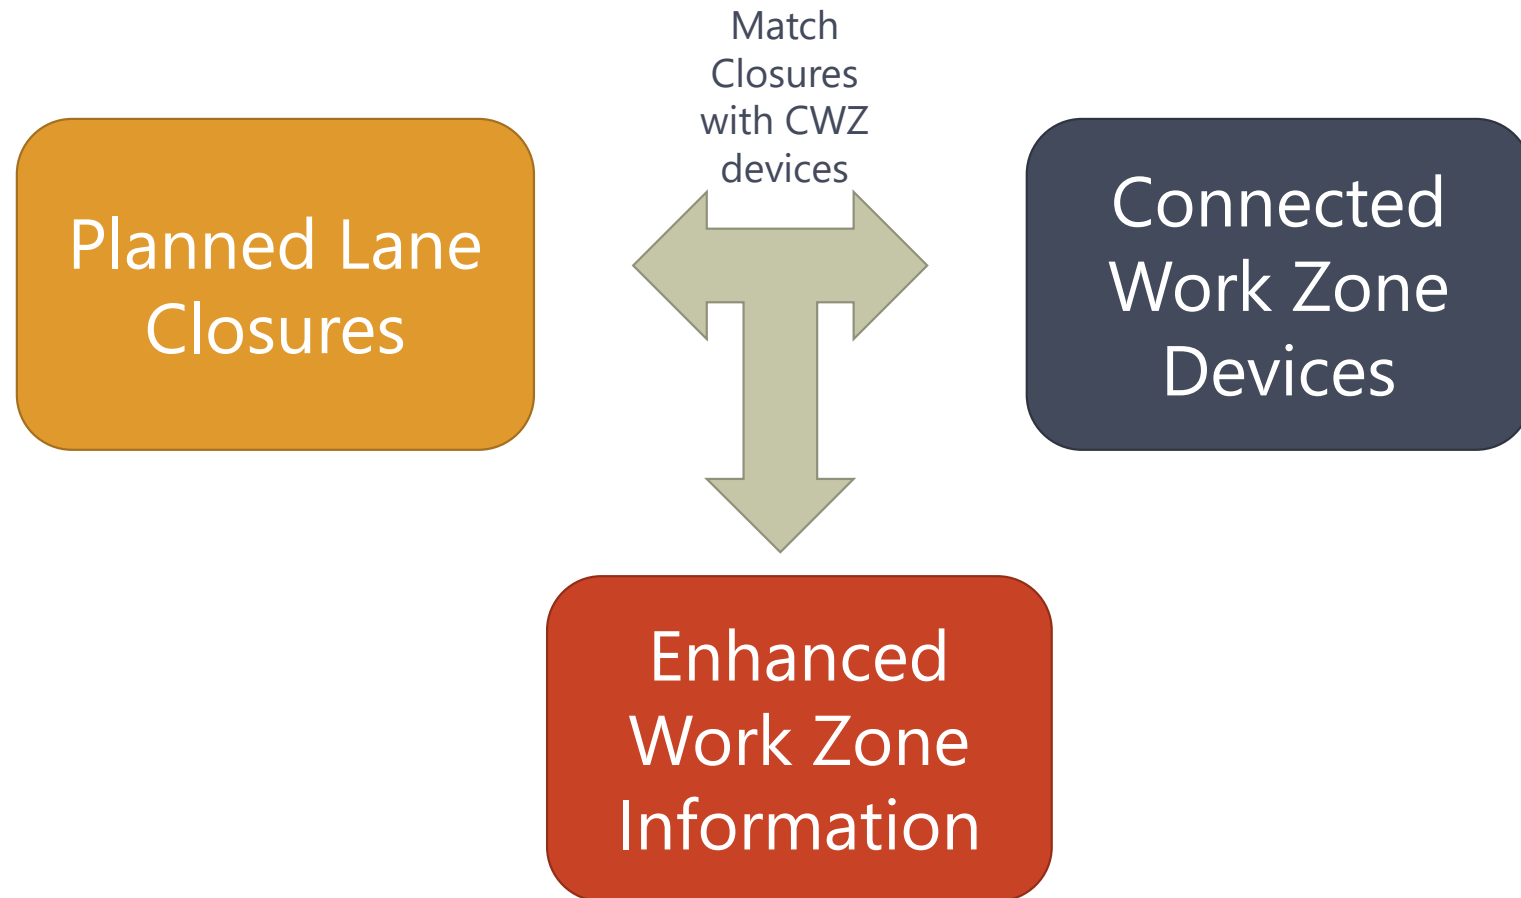 Match
Closures
with CWZ
devices
Planned Lane
Closures
Connected
Work Zone
Devices
Enhanced
Work Zone
Information